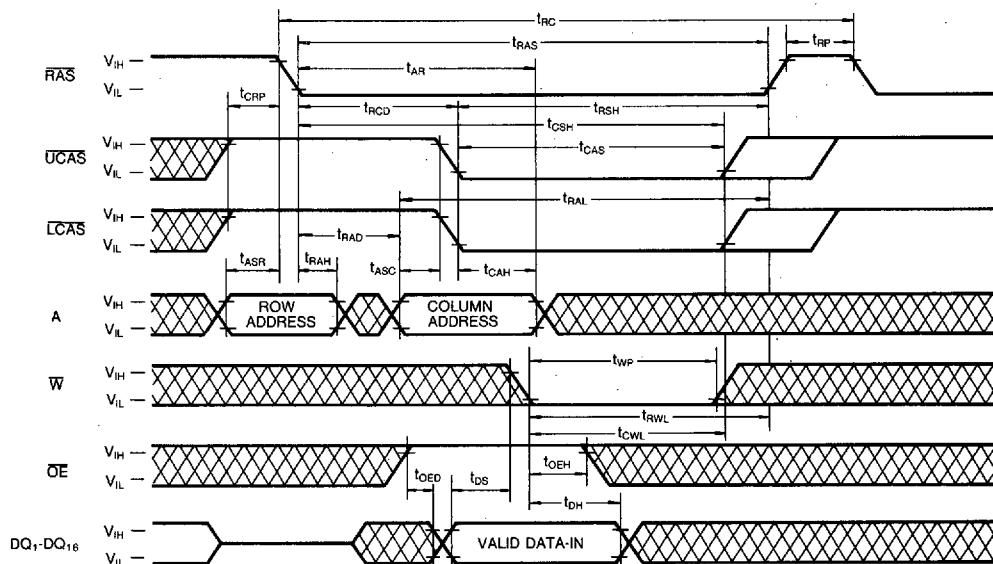 tRC
tRAS
tRP
tAR
RAS
VIH
VIL
tCRP
tRCD
tRSH
tCSH
UCAS
VIH
VIL
tCAS
tRAL
LCAS
VIH
VIL
tRAD
tASR
tRAH
tASC
tCAH
A
VIH
VIL
ROW
ADDRESS
COLUMN
ADDRESS
W
VIH
VIL
tWP
tRWL
tCWL
OE
VIH
VIL
tOEH
tOED
tDS
tDH
DQ1-DQ16
VIH
VIL
VALID DATA-IN